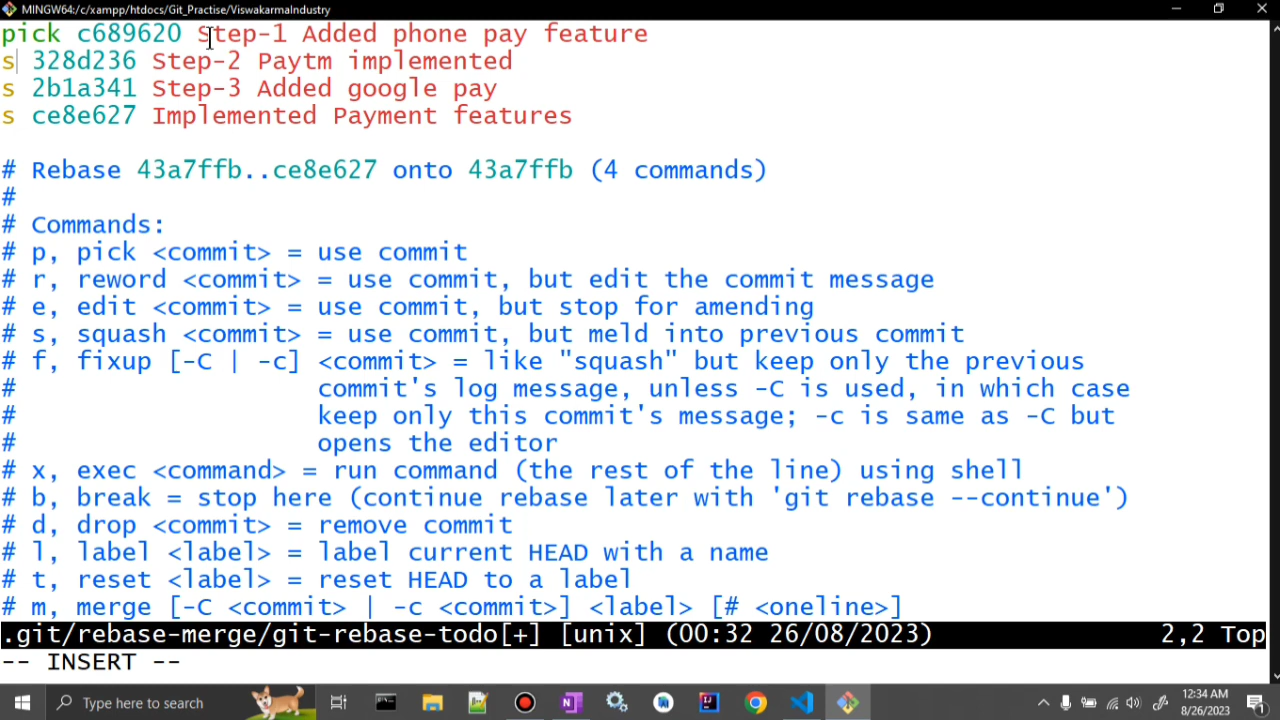 MINGW64:/c/xampp/htdocs/Git_Practise/ViswakarmaIndustry
pick c689620 Step-1 Added phone pay feature
s 328d236 Step-2 Paytm implemented
s 2b1a341 Step-3 Added google pay
s ce8e627 Implemented Payment features
# Rebase 43a7ffb..ce8e627 onto 43a7ffb (4 commands)
#
# Commands:
# p, pick <commit> = use commit
# r, reword <commit> = use commit, but edit the commit message
# e, edit <commit> = use commit, but stop for amending
# s, squash <commit> = use commit, but meld into previous commit
# f, fixup [-C | -c] <commit> = like "squash" but keep only the previous
# commit's log message, unless -C is used, in which case
# keep only this commit's message; -c is same as -C but
# opens the editor
# x, exec <command> = run command (the rest of the line) using shell
# b, break = stop here (continue rebase later with 'git rebase --continue')
# d, drop <commit> = remove commit
# l, label <label> = label current HEAD with a name
# t, reset <label> = reset HEAD to a label
# m, merge [-C <commit> | -c <commit>] <label> [# <oneline>]
.git/rebase-merge/git-rebase-todo[+] [unix] (00:32 26/08/2023) 2,2 Top
-- INSERT --
Type here to search
12:34 AM
8/26/2023
1